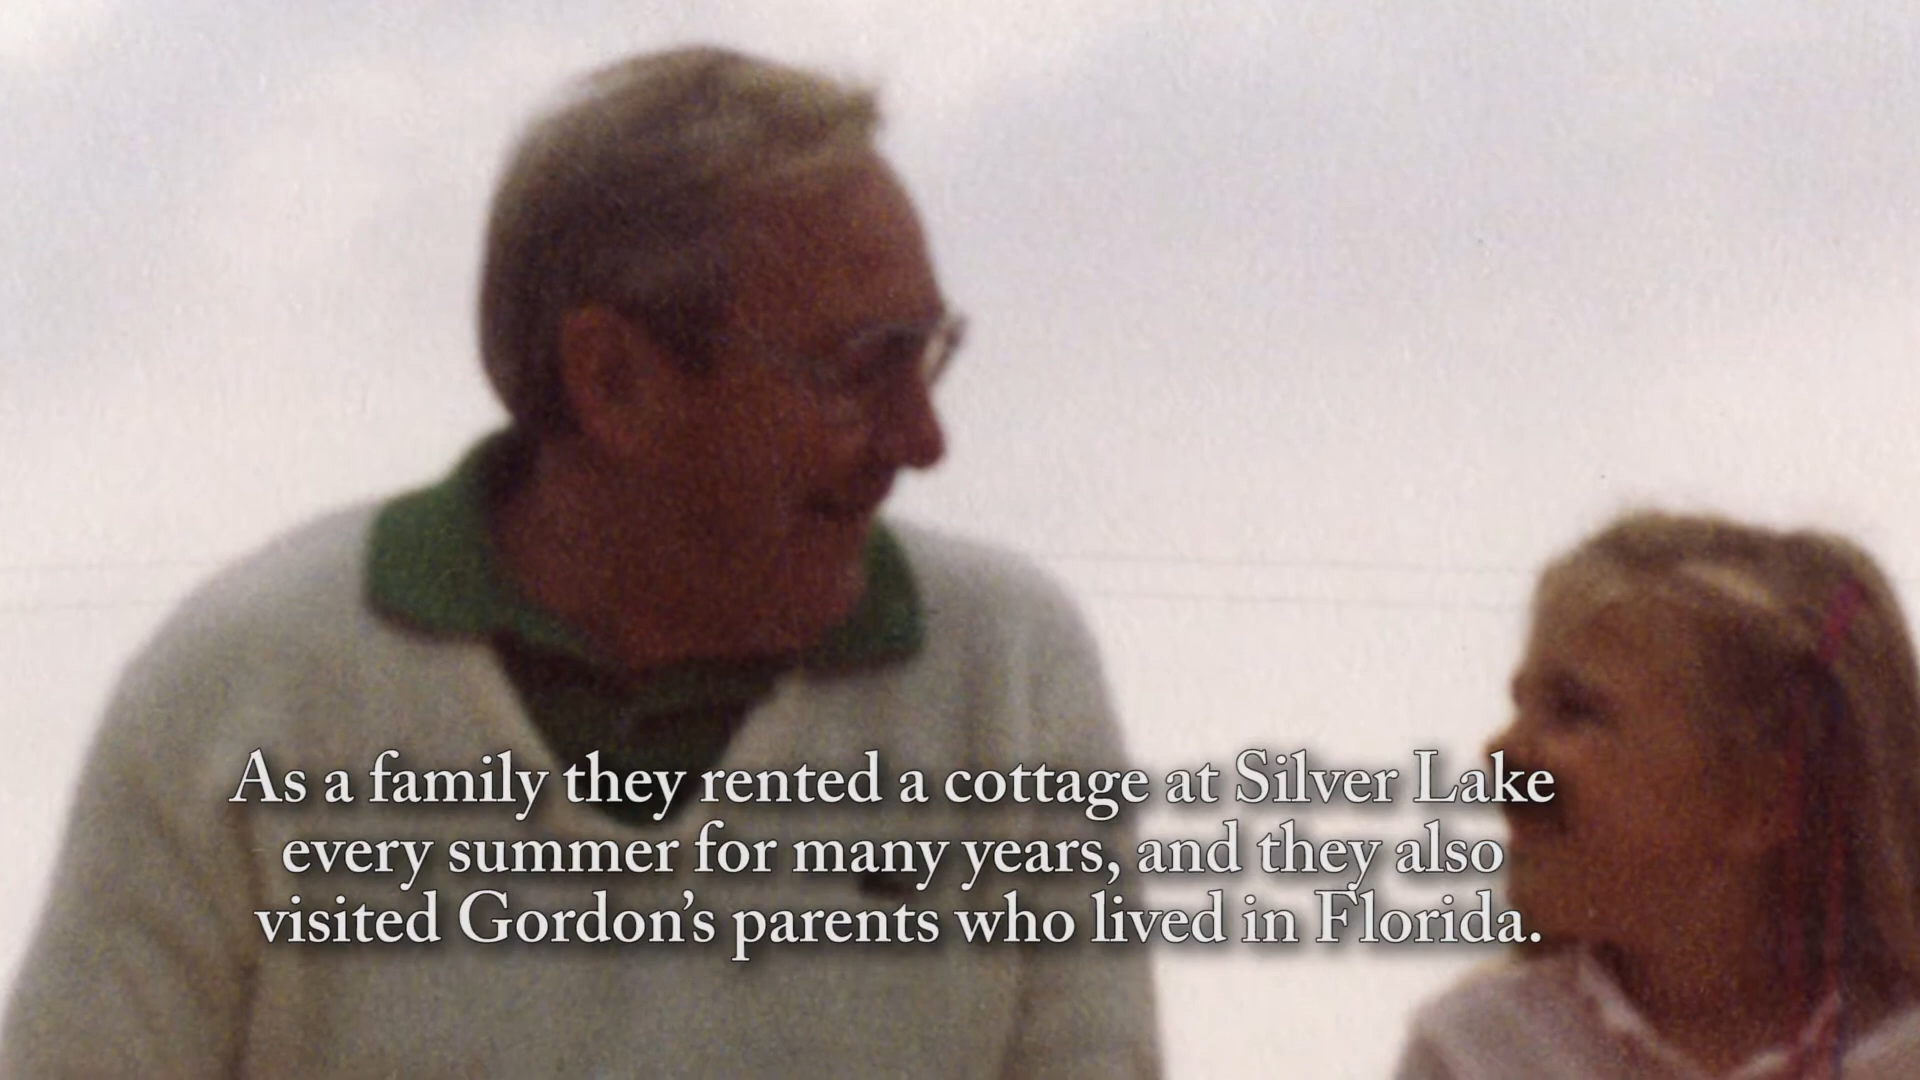 As a family they rented a cottage at Silver Lake
every summer for many years, and they also
visited Gordon’s parents who lived in Florida.